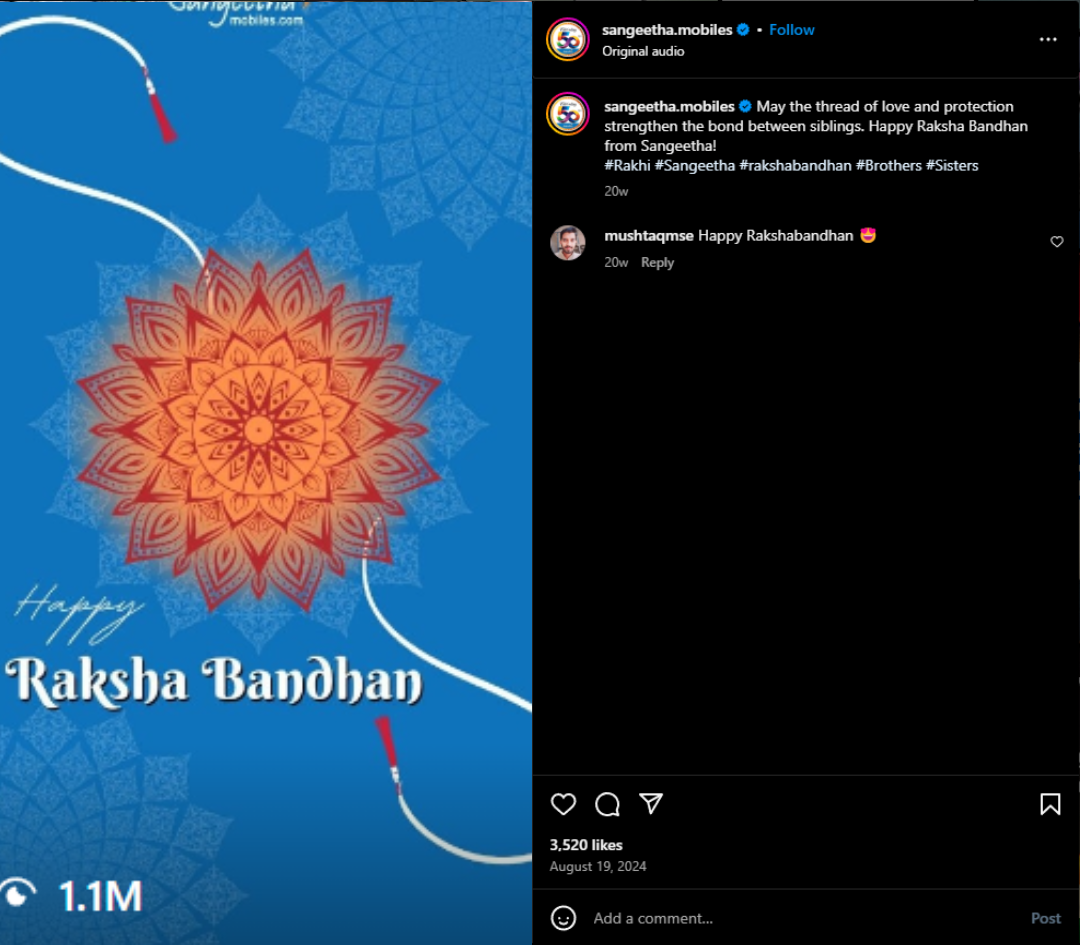 Sangeetha
mobiles.com
Happy
Raksha Bandhan
1.1M
sangeetha.mobiles • Follow
Original audio
sangeetha.mobiles May the thread of love and protection
strengthen the bond between siblings. Happy Raksha Bandhan
from Sangeetha!
#Rakhi #Sangeetha #rakshabandhan #Brothers #Sisters
20w
mushtaqmse Happy Rakshabandhan 😍
20w Reply
3,520 likes
August 19, 2024
Add a comment...
Post